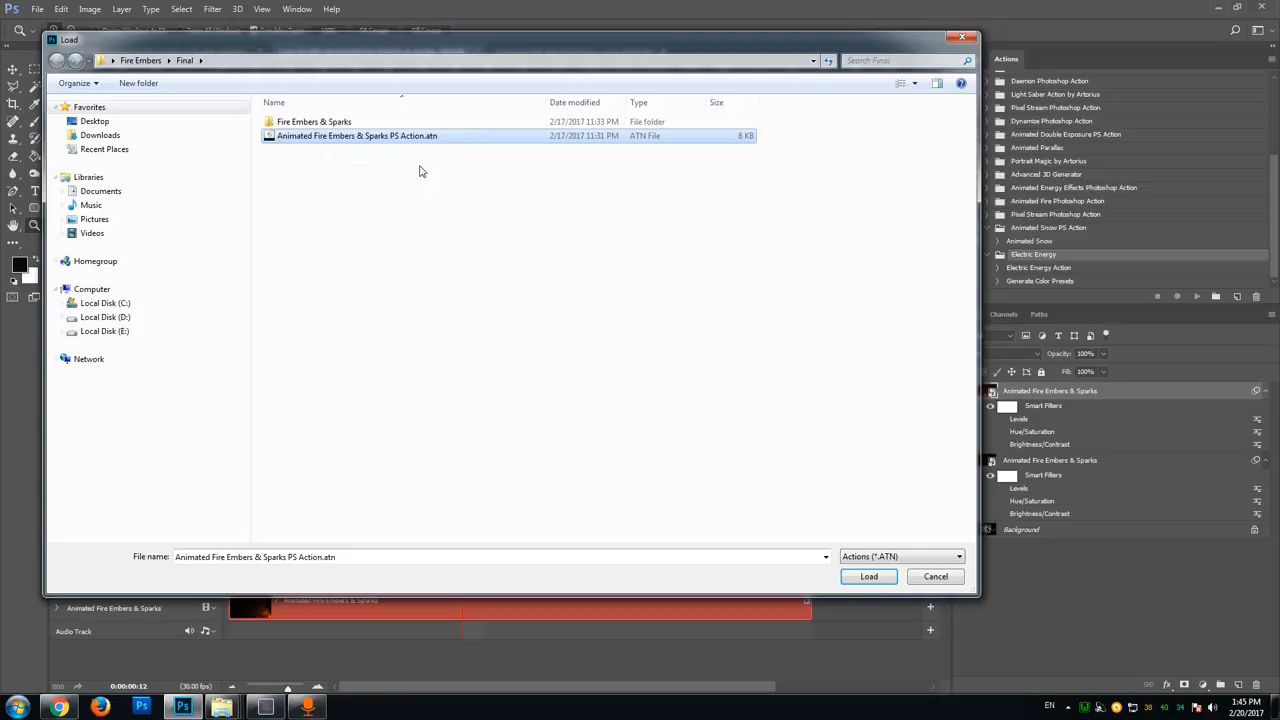 Ps File Edit Image Layer Type Select Filter 3D View Window Help
Load
Fire Embers Final
Search Final
Organize New folder
Name Date modified Type Size
Favorites
Desktop
Downloads
Recent Places
Libraries
Documents
Music
Pictures
Videos
Homegroup
Computer
Local Disk (C:)
Local Disk (D:)
Local Disk (E:)
Network
Fire Embers & Sparks 2/17/2017 11:33 PM File folder
Animated Fire Embers & Sparks PS Action.atn 2/17/2017 11:31 PM ATN File 8 KB
File name: Animated Fire Embers & Sparks PS Action.atn Actions (*.ATN)
Load Cancel
Actions
Daemon Photoshop Action
Light Saber Action by Artorius
Pixel Stream Photoshop Action
Dynamize Photoshop Action
Animated Double Exposure PS Action
Animated Parallax
Portrait Magic by Artorius
Advanced 3D Generator
Animated Energy Effects Photoshop Action
Animated Fire Photoshop Action
Pixel Stream Photoshop Action
Animated Snow PS Action
Animated Snow
Electric Energy
Electric Energy Action
Generate Color Presets
Channels Paths
Opacity: 100%
Fill: 100%
Animated Fire Embers & Sparks
Smart Filters
Levels
Hue/Saturation
Brightness/Contrast
Animated Fire Embers & Sparks
Smart Filters
Levels
Hue/Saturation
Brightness/Contrast
Background
Animated Fire Embers & Sparks
Animated Fire Embers & Sparks
Audio Track
0:00:00:12 (30.00 fps)
EN 38 40 34 1:45 PM
2/20/2017